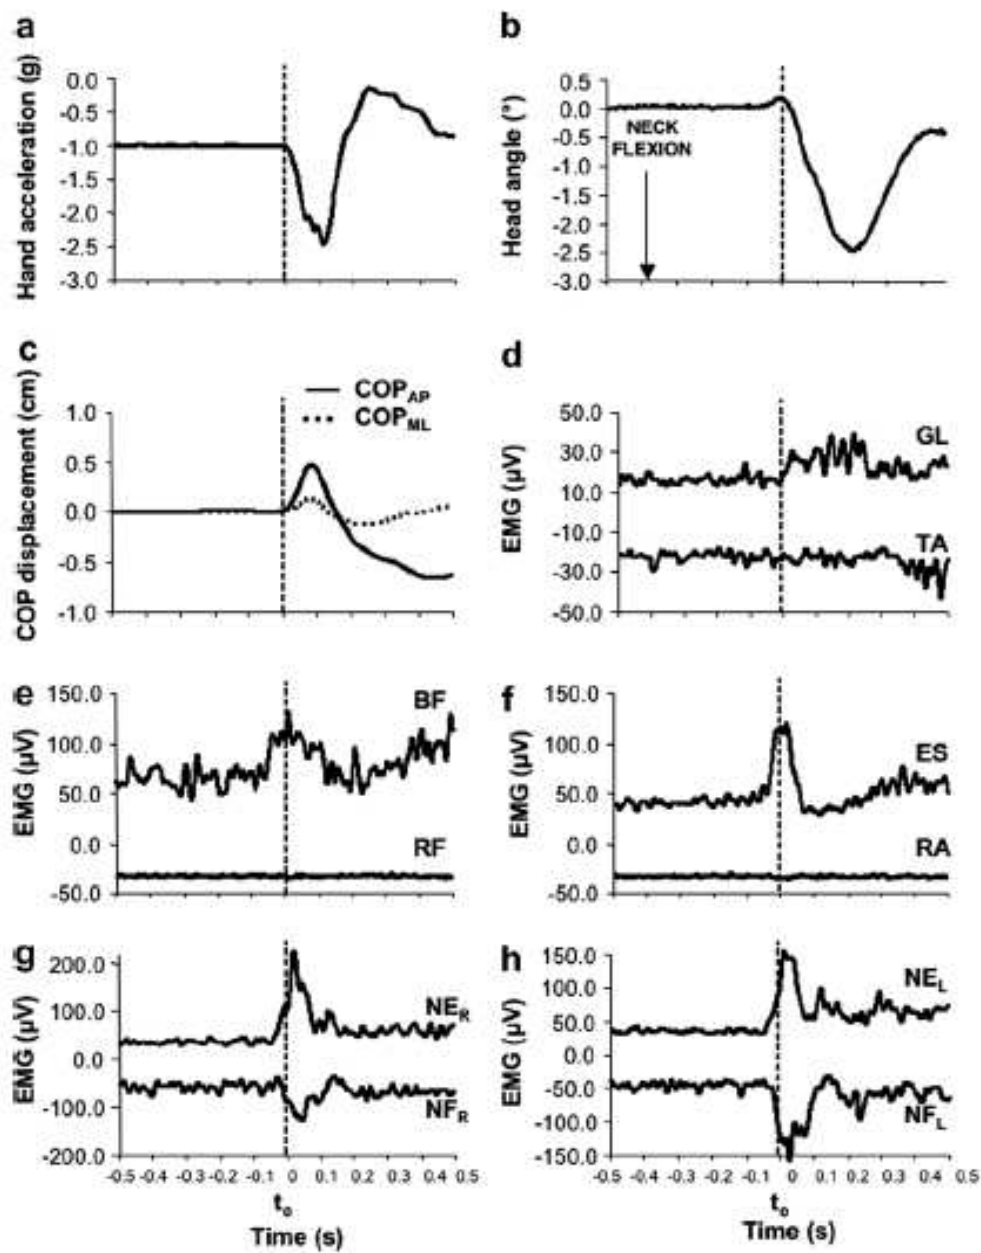 a
Hand acceleration (g)
0.0
-0.5
-1.0
-1.5
-2.0
-2.5
-3.0
b
Head angle (°)
0.5
0.0
-0.5
-1.0
-1.5
-2.0
-2.5
-3.0
NECK
FLEXION
c
COP displacement (cm)
1.0
0.5
0.0
-0.5
-1.0
COP_AP
COP_ML
d
EMG (µV)
50.0
30.0
10.0
-10.0
-30.0
-50.0
GL
TA
e
EMG (µV)
150.0
100.0
50.0
0.0
-50.0
BF
RF
f
EMG (µV)
150.0
100.0
50.0
0.0
-50.0
ES
RA
g
EMG (µV)
200.0
100.0
0.0
-100.0
-200.0
NE_R
NF_R
-0.5 -0.4 -0.3 -0.2 -0.1 0 0.1 0.2 0.3 0.4 0.5
t_o
Time (s)
h
EMG (µV)
150.0
100.0
50.0
0.0
-50.0
-100.0
-150.0
NE_L
NF_L
-0.5 -0.4 -0.3 -0.2 -0.1 0 0.1 0.2 0.3 0.4 0.5
t_o
Time (s)